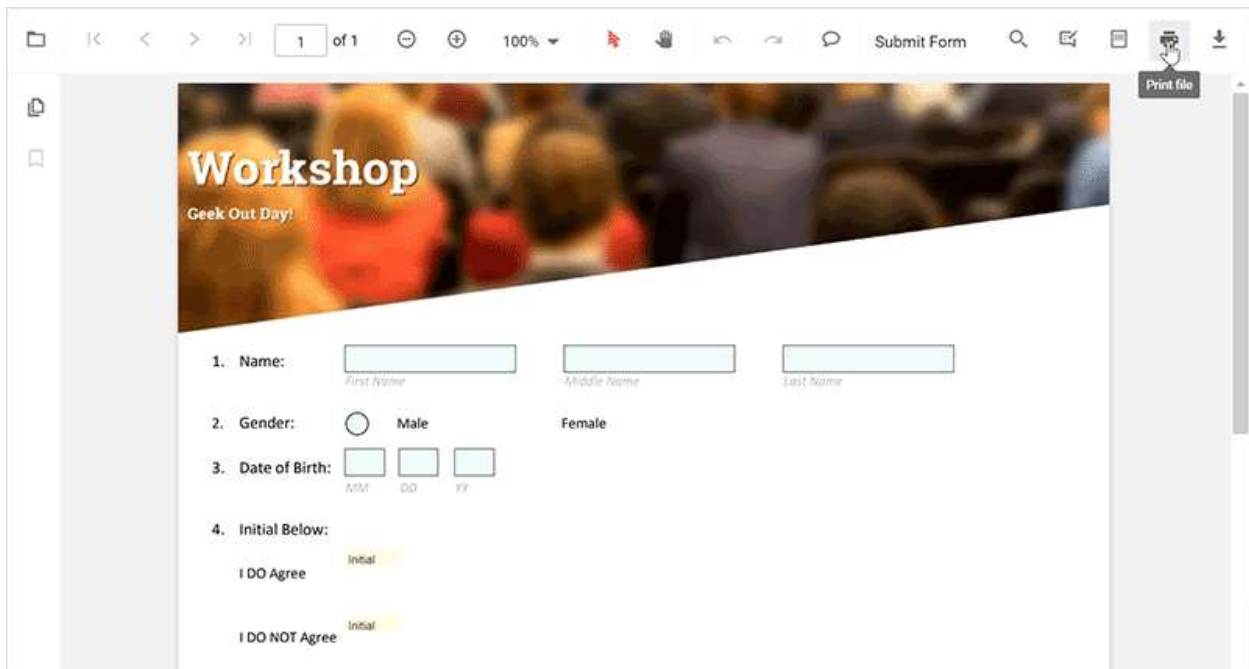 1 of 1 100% Submit Form
Print file
Workshop
Geek Out Day!
1. Name:
First Name Middle Name Last Name
2. Gender: Male Female
3. Date of Birth:
MM DD YY
4. Initial Below:
Initial
I DO Agree
Initial
I DO NOT Agree